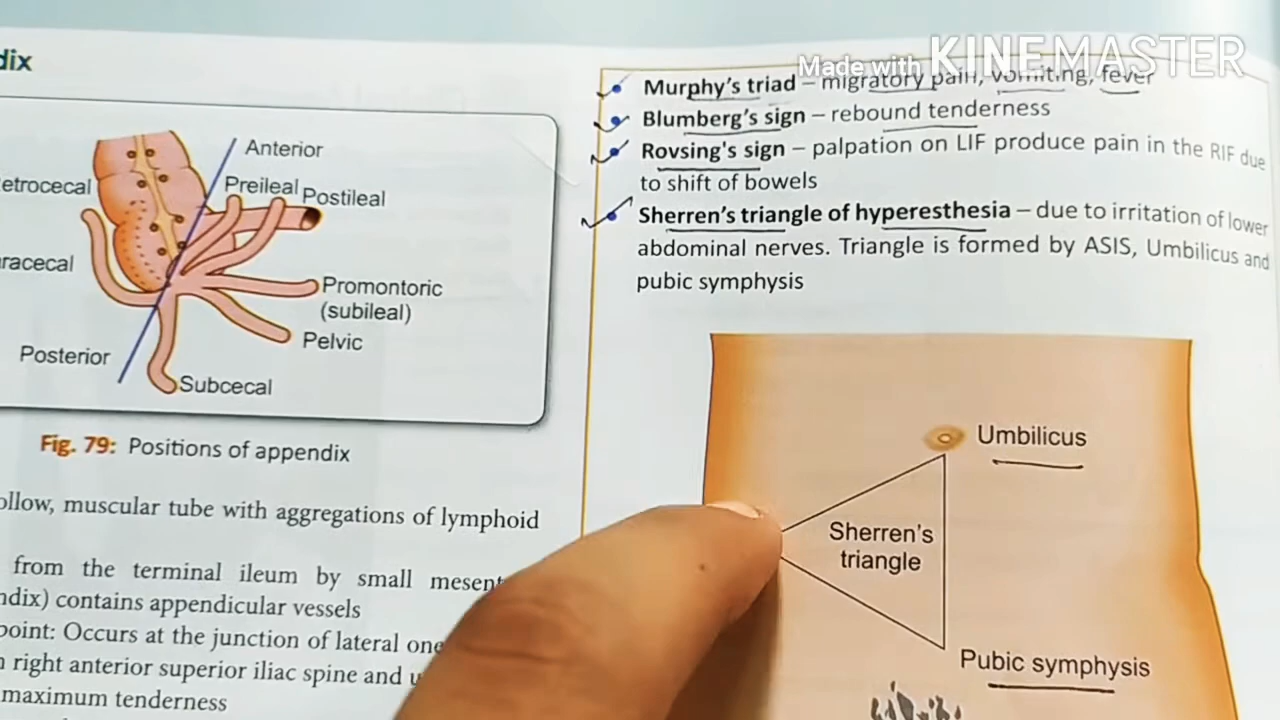 Made with KINEMASTER
dix
Anterior
Preileal
Postileal
etrocecal
racecal
Promontoric
(subileal)
Pelvic
Posterior
Subcecal
Fig. 79: Positions of appendix
ollow, muscular tube with aggregations of lymphoid
from the terminal ileum by small mesent
ndix) contains appendicular vessels
point: Occurs at the junction of lateral one
n right anterior superior iliac spine and u
maximum tenderness
Murphy's triad – migratory pain, vomiting, fever
Blumberg's sign – rebound tenderness
Rovsing's sign – palpation on LIF produce pain in the RIF due
to shift of bowels
Sherren's triangle of hyperesthesia – due to irritation of lower
abdominal nerves. Triangle is formed by ASIS, Umbilicus and
pubic symphysis
Umbilicus
Sherren's
triangle
Pubic symphysis